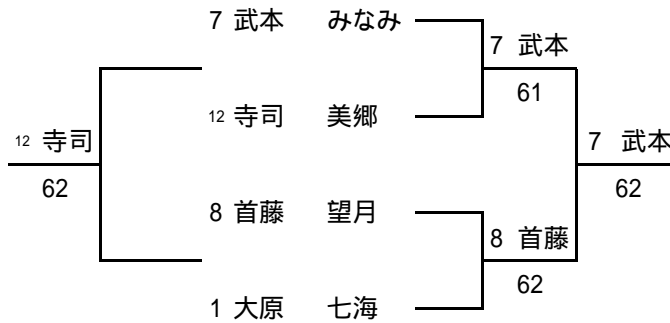 7 武本 みなみ
7 武本
61
12 寺司 美郷
12 寺司
62
7 武本
62
8 首藤 望月
8 首藤
62
1 大原 七海